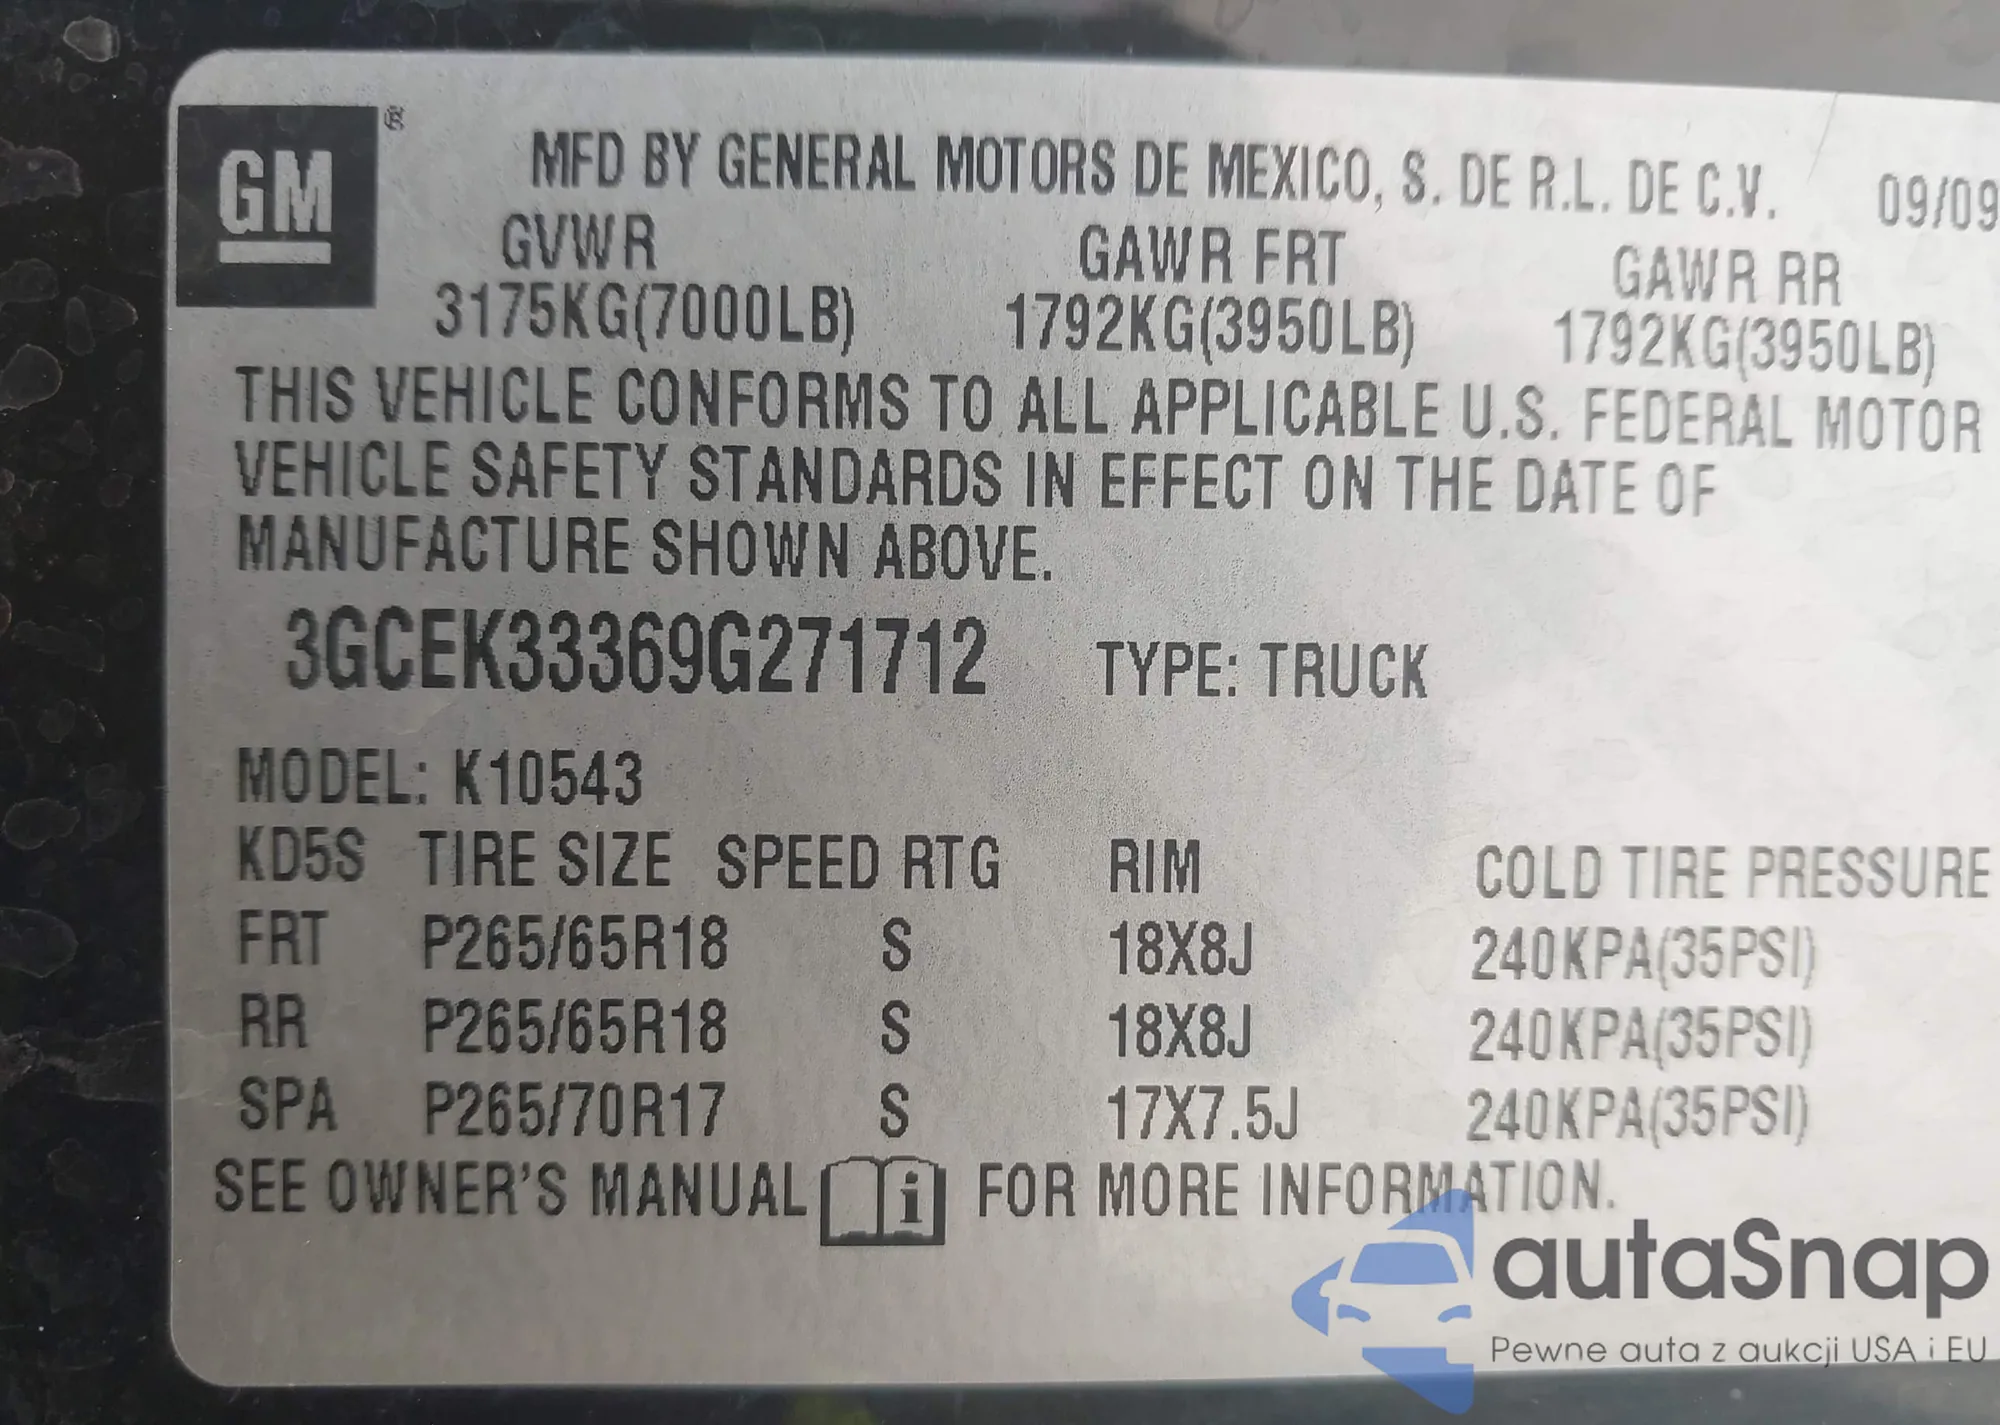 GM ®
MFD BY GENERAL MOTORS DE MEXICO, S. DE R.L. DE C.V. 09/09
GVWR GAWR FRT GAWR RR
3175KG(7000LB) 1792KG(3950LB) 1792KG(3950LB)
THIS VEHICLE CONFORMS TO ALL APPLICABLE U.S. FEDERAL MOTOR
VEHICLE SAFETY STANDARDS IN EFFECT ON THE DATE OF
MANUFACTURE SHOWN ABOVE.
3GCEK33369G271712 TYPE: TRUCK
MODEL: K10543
KD5S TIRE SIZE SPEED RTG RIM COLD TIRE PRESSURE
FRT P265/65R18 S 18X8J 240KPA(35PSI)
RR P265/65R18 S 18X8J 240KPA(35PSI)
SPA P265/70R17 S 17X7.5J 240KPA(35PSI)
SEE OWNER'S MANUAL i FOR MORE INFORMATION.
autaSnap
Pewne auta z aukcji USA i EU